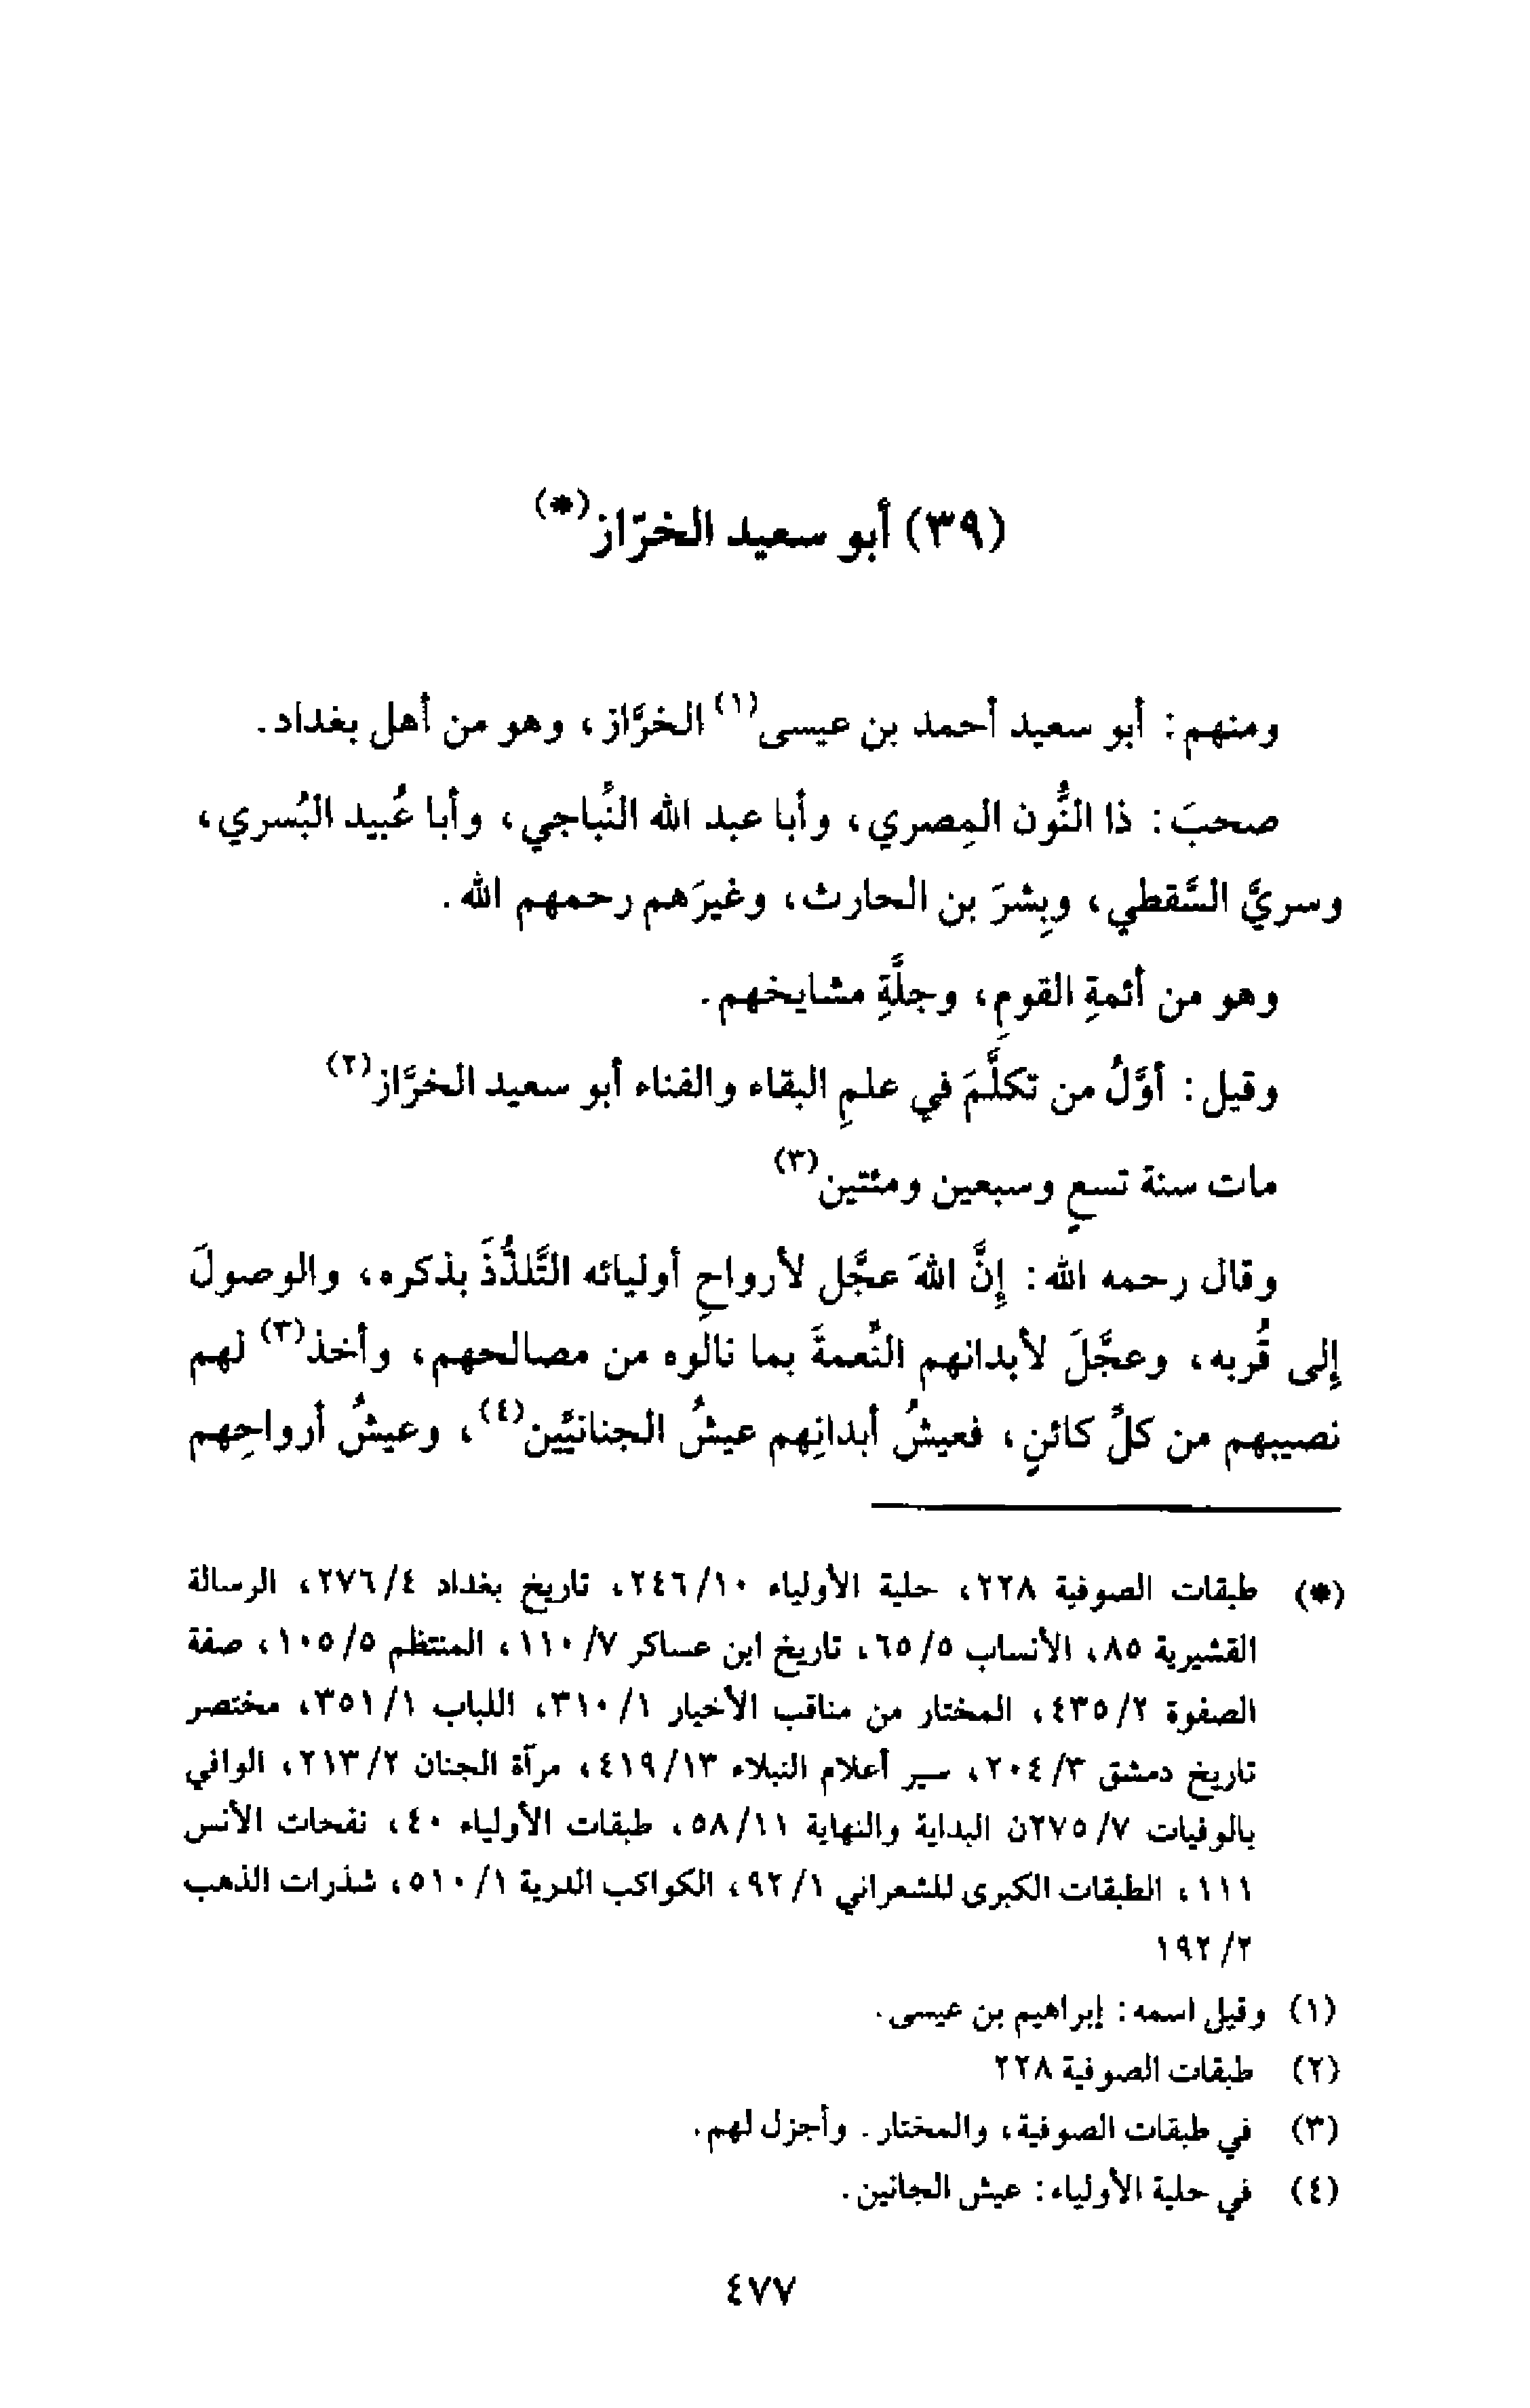 (٣٩) أبو سعيد الخرّاز(*)
ومنهم: أبو سعيد أحمد بن عيسى(١) الخرَّاز، وهو من أهل بغداد.
صحبَ: ذا النُّون المِصري، وأبا عبد الله النُّباجي، وأبا عُبيد البُسري،
وسريَّ السَّقطي، وبِشرَ بن الحارث، وغيرَهم رحمهم الله.
وهو من أئمةِ القومِ، وجلَّةِ مشايخهم.
وقيل: أوَّلُ من تكلَّمَ في علمِ البقاء والفناء أبو سعيد الخرَّاز(٢)
مات سنة تسعٍ وسبعين ومئتين(٣)
وقال رحمه الله: إنَّ اللهَ عجَّل لأرواحِ أوليائه التَّلذُّذَ بذكره، والوصولَ
إلى قُربه، وعجَّلَ لأبدانهم النُّعمةَ بما نالوه من مصالحهم، وأخذ(٣) لهم
نصيبهم من كلِّ كائنٍ، فعيشُ أبدانِهم عيشُ الجنانيِّين(٤)، وعيشُ أرواحِهم
(*) طبقات الصوفية ٢٢٨، حلية الأولياء ١٠/٢٤٦، تاريخ بغداد ٤/٢٧٦، الرسالة
القشيرية ٨٥، الأنساب ٥/٦٥، تاريخ ابن عساكر ٧/١١٠، المنتظم ٥/١٠٥، صفة
الصفوة ٢/٤٣٥، المختار من مناقب الأخيار ١/٣١٠، اللباب ١/٣٥١، مختصر
تاريخ دمشق ٣/٢٠٤، سير أعلام النبلاء ١٣/٤١٩، مرآة الجنان ٢/٢١٣، الوافي
بالوفيات ٧/٢٧٥ن البداية والنهاية ١١/٥٨، طبقات الأولياء ٤٠، نفحات الأنس
١١١، الطبقات الكبرى للشعراني ١/٩٢، الكواكب الدرية ١/٥١٠، شذرات الذهب
٢/١٩٢
(١) وقيل اسمه: إبراهيم بن عيسى.
(٢) طبقات الصوفية ٢٢٨
(٣) في طبقات الصوفية، والمختار. وأجزل لهم.
(٤) في حلية الأولياء: عيش الجانين.
٤٧٧